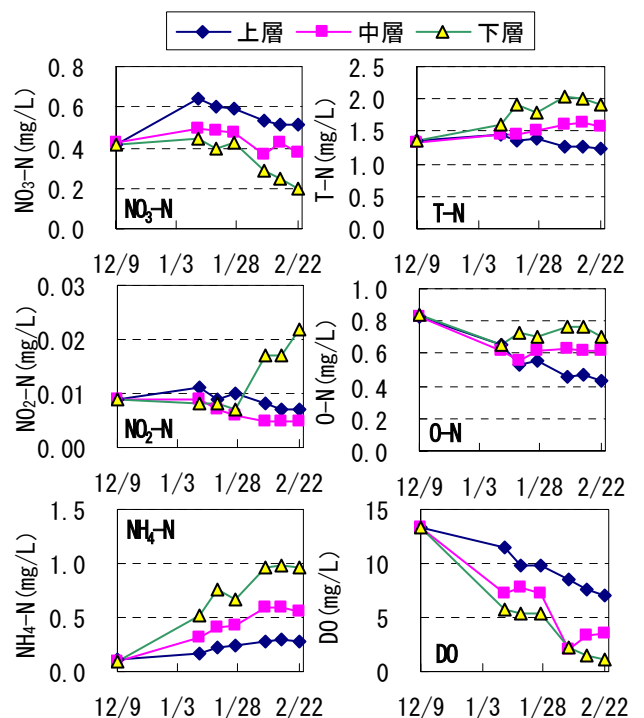 上層 中層 下層
NO₃-N(mg/L)
0.8
0.6
0.4
0.2
0.0
NO₃-N
12/9 1/3 1/28 2/22
T-N(mg/L)
2.5
2.0
1.5
1.0
0.5
0.0
T-N
12/9 1/3 1/28 2/22
NO₂-N(mg/L)
0.03
0.02
0.01
0.00
NO₂-N
12/9 1/3 1/28 2/22
O-N(mg/L)
1.0
0.8
0.6
0.4
0.2
0.0
O-N
12/9 1/3 1/28 2/22
NH₄-N(mg/L)
1.5
1.0
0.5
0.0
NH₄-N
12/9 1/3 1/28 2/22
DO(mg/L)
15
10
5
0
DO
12/9 1/3 1/28 2/22